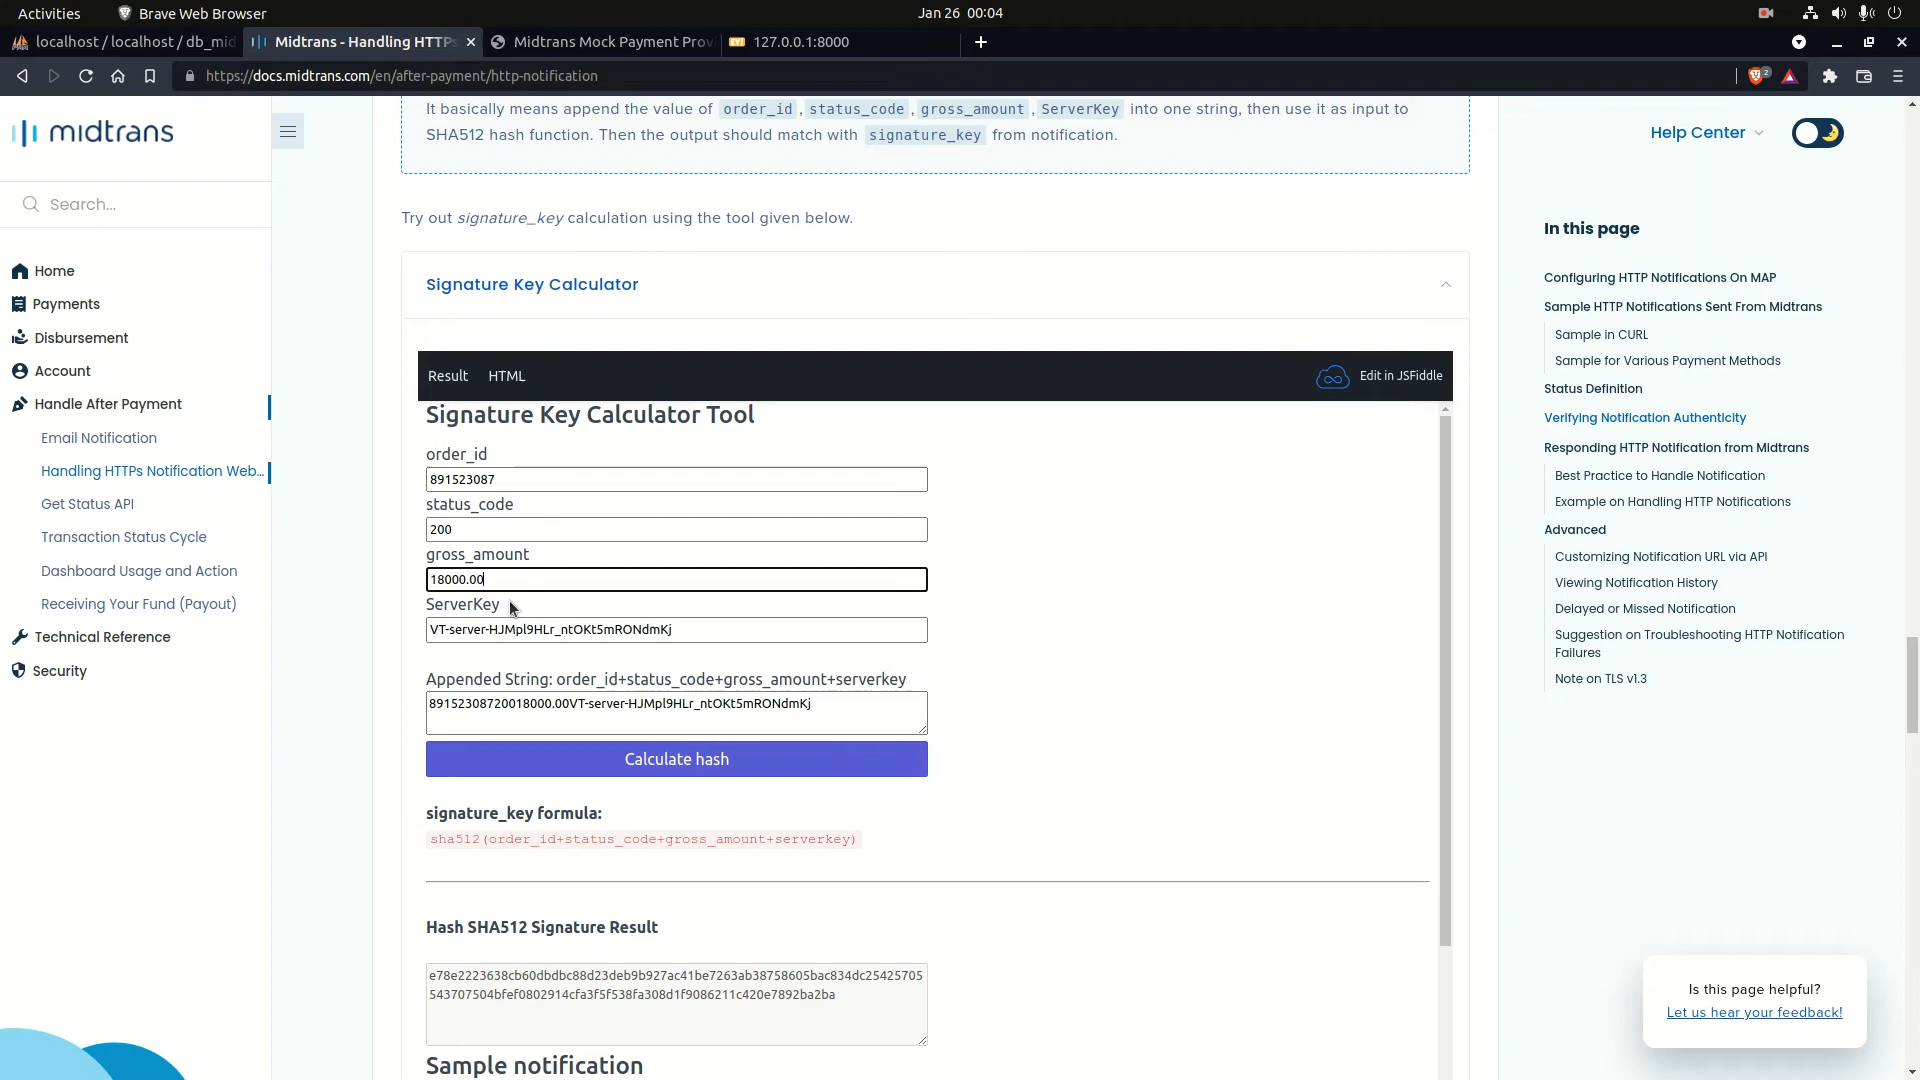 Activities
Brave Web Browser
Jan 26 00:04
localhost / localhost / db_mid
Midtrans - Handling HTTPs
Midtrans Mock Payment Prov
127.0.0.1:8000
https://docs.midtrans.com/en/after-payment/http-notification
2
midtrans
Search...
Home
Payments
Disbursement
Account
Handle After Payment
Email Notification
Handling HTTPs Notification Web...
Get Status API
Transaction Status Cycle
Dashboard Usage and Action
Receiving Your Fund (Payout)
Technical Reference
Security
It basically means append the value of order_id, status_code, gross_amount, ServerKey into one string, then use it as input to
SHA512 hash function. Then the output should match with signature_key from notification.
Try out signature_key calculation using the tool given below.
Signature Key Calculator
Result HTML
Edit in JSFiddle
Signature Key Calculator Tool
order_id
891523087
status_code
200
gross_amount
18000.00
ServerKey
VT-server-HJMpl9HLr_ntOKt5mRONdmKj
Appended String: order_id+status_code+gross_amount+serverkey
89152308720018000.00VT-server-HJMpl9HLr_ntOKt5mRONdmKj
Calculate hash
signature_key formula:
sha512(order_id+status_code+gross_amount+serverkey)
Hash SHA512 Signature Result
e78e2223638cb60dbdbc88d23deb9b927ac41be7263ab38758605bac834dc25425705
543707504bfef0802914cfa3f5f538fa308d1f9086211c420e7892ba2ba
Sample notification
Help Center
In this page
Configuring HTTP Notifications On MAP
Sample HTTP Notifications Sent From Midtrans
Sample in CURL
Sample for Various Payment Methods
Status Definition
Verifying Notification Authenticity
Responding HTTP Notification from Midtrans
Best Practice to Handle Notification
Example on Handling HTTP Notifications
Advanced
Customizing Notification URL via API
Viewing Notification History
Delayed or Missed Notification
Suggestion on Troubleshooting HTTP Notification
Failures
Note on TLS v1.3
Is this page helpful?
Let us hear your feedback!